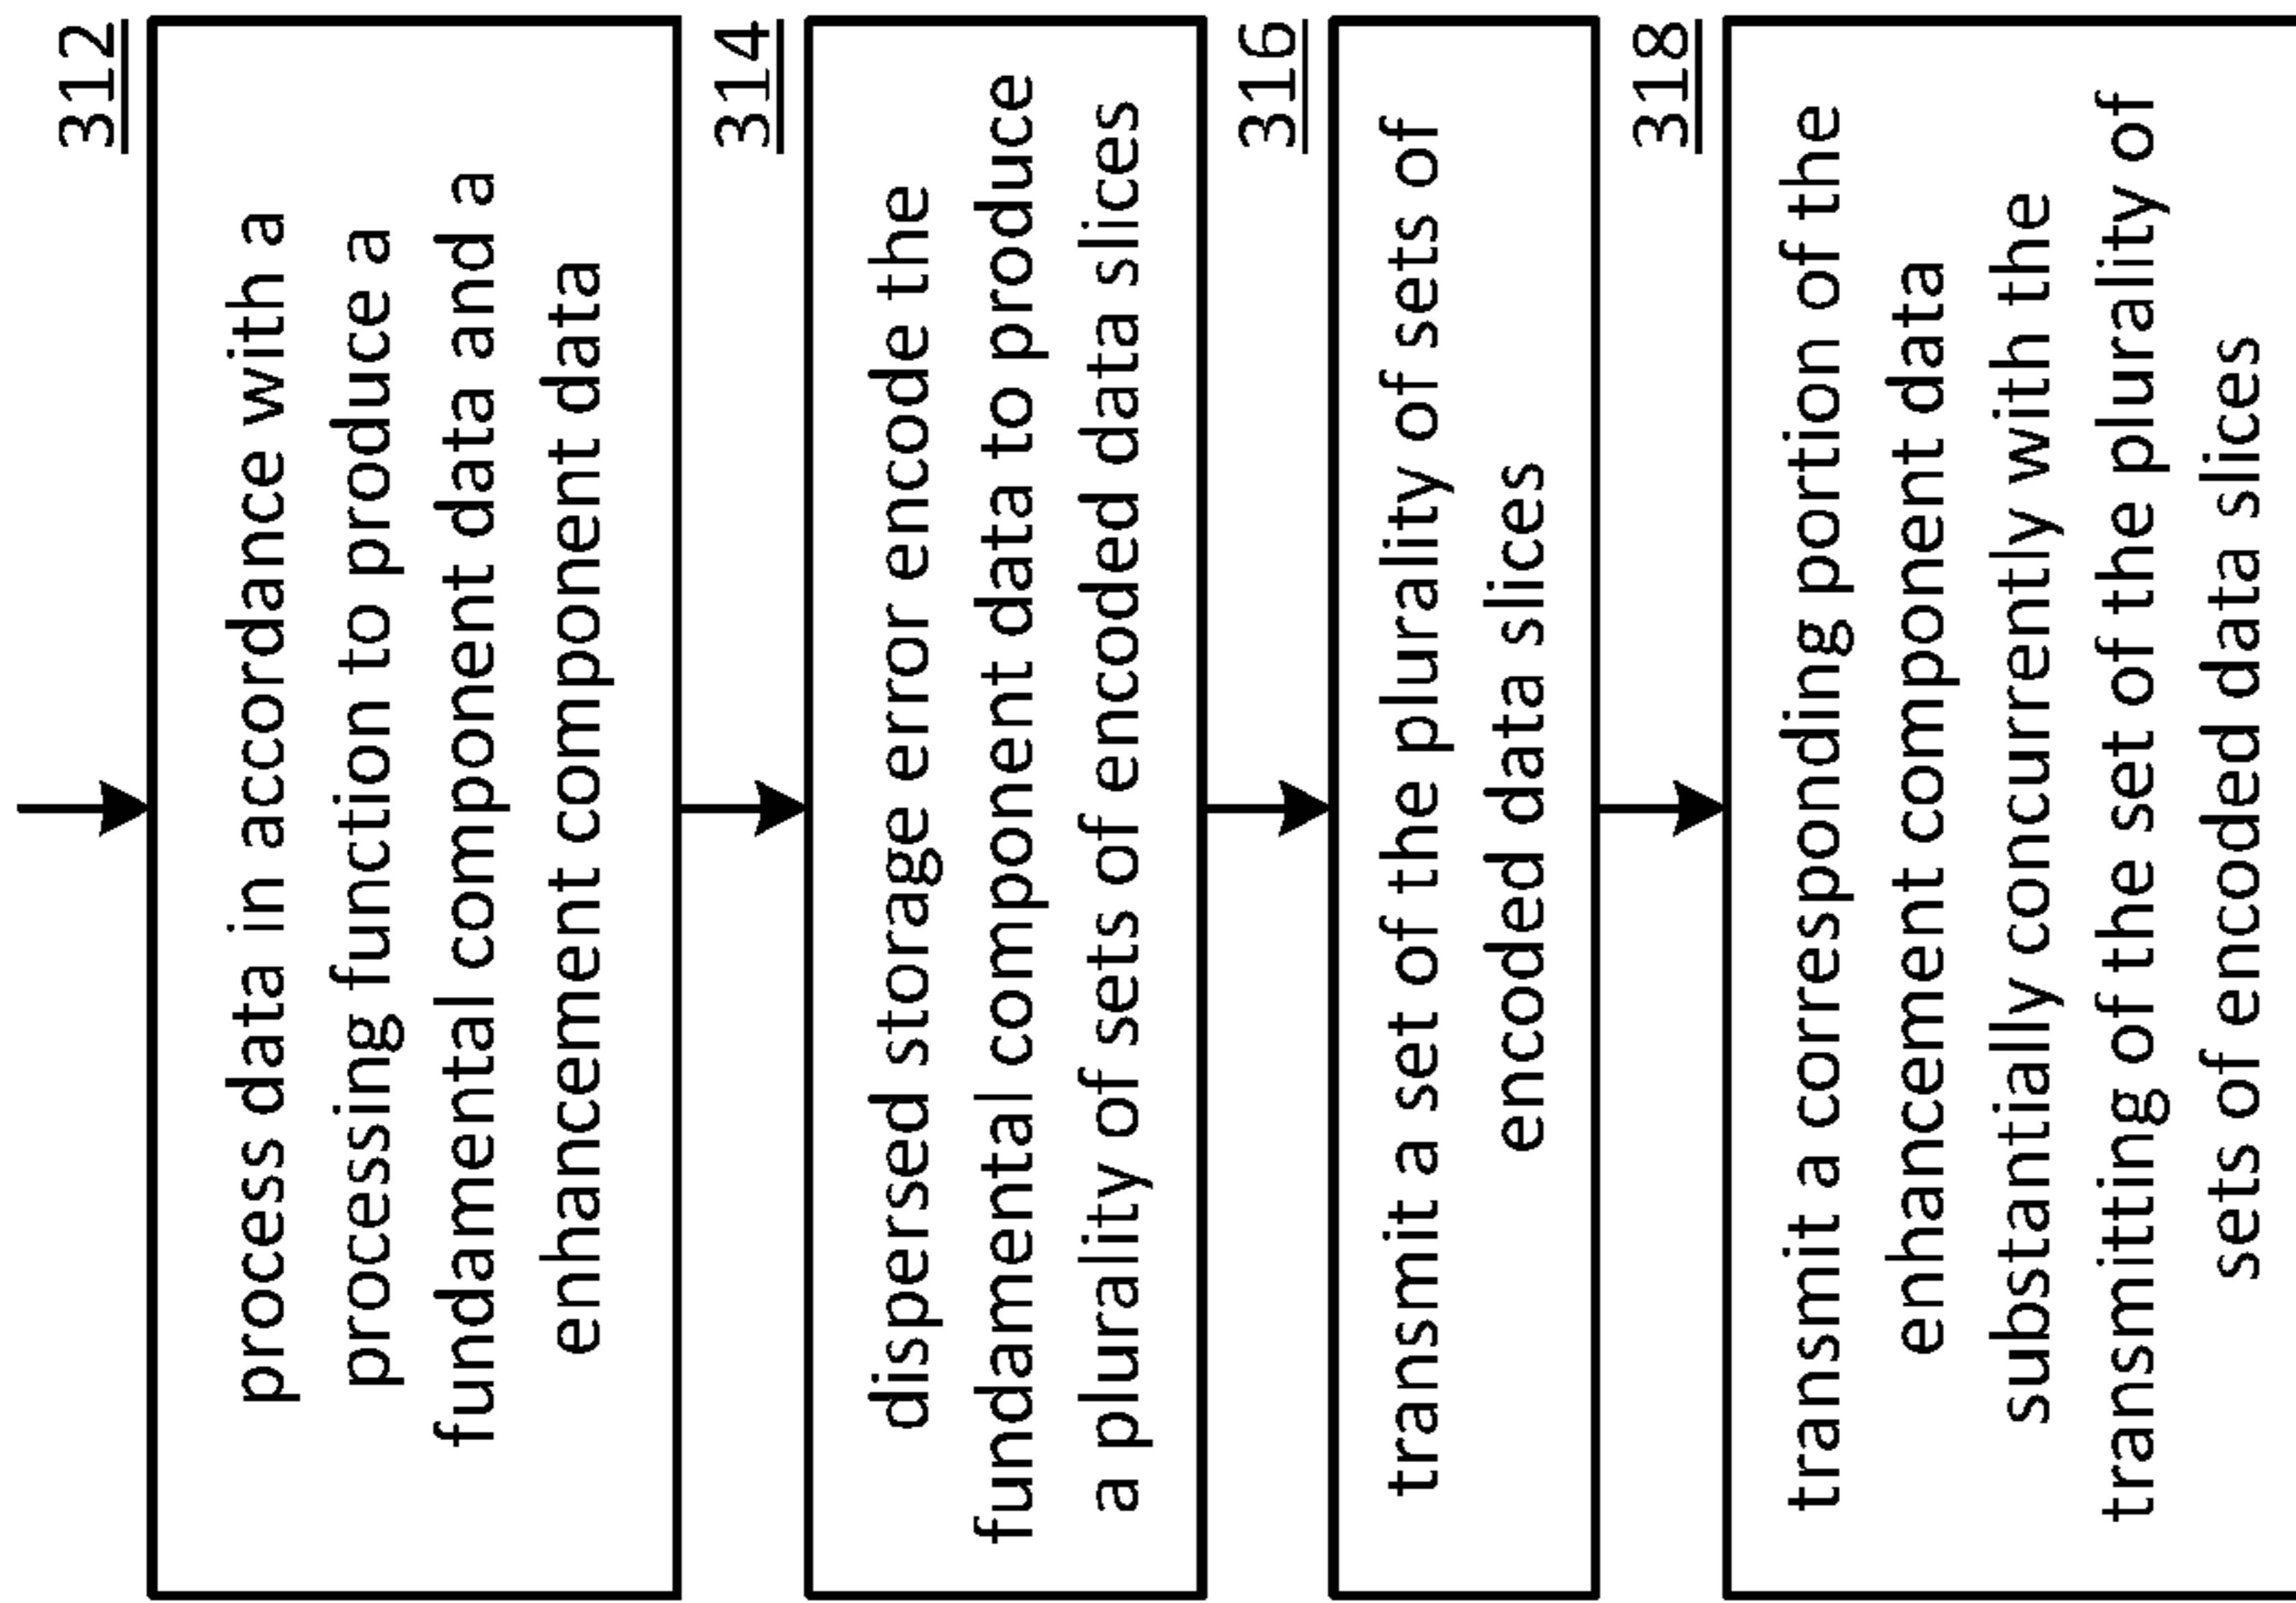 312
process data in accordance with a
processing function to produce a
fundamental component data and a
enhancement component data
314
dispersed storage error encode the
fundamental component data to produce
a plurality of sets of encoded data slices
316
transmit a set of the plurality of sets of
encoded data slices
318
transmit a corresponding portion of the
enhancement component data
substantially concurrently with the
transmitting of the set of the plurality of
sets of encoded data slices